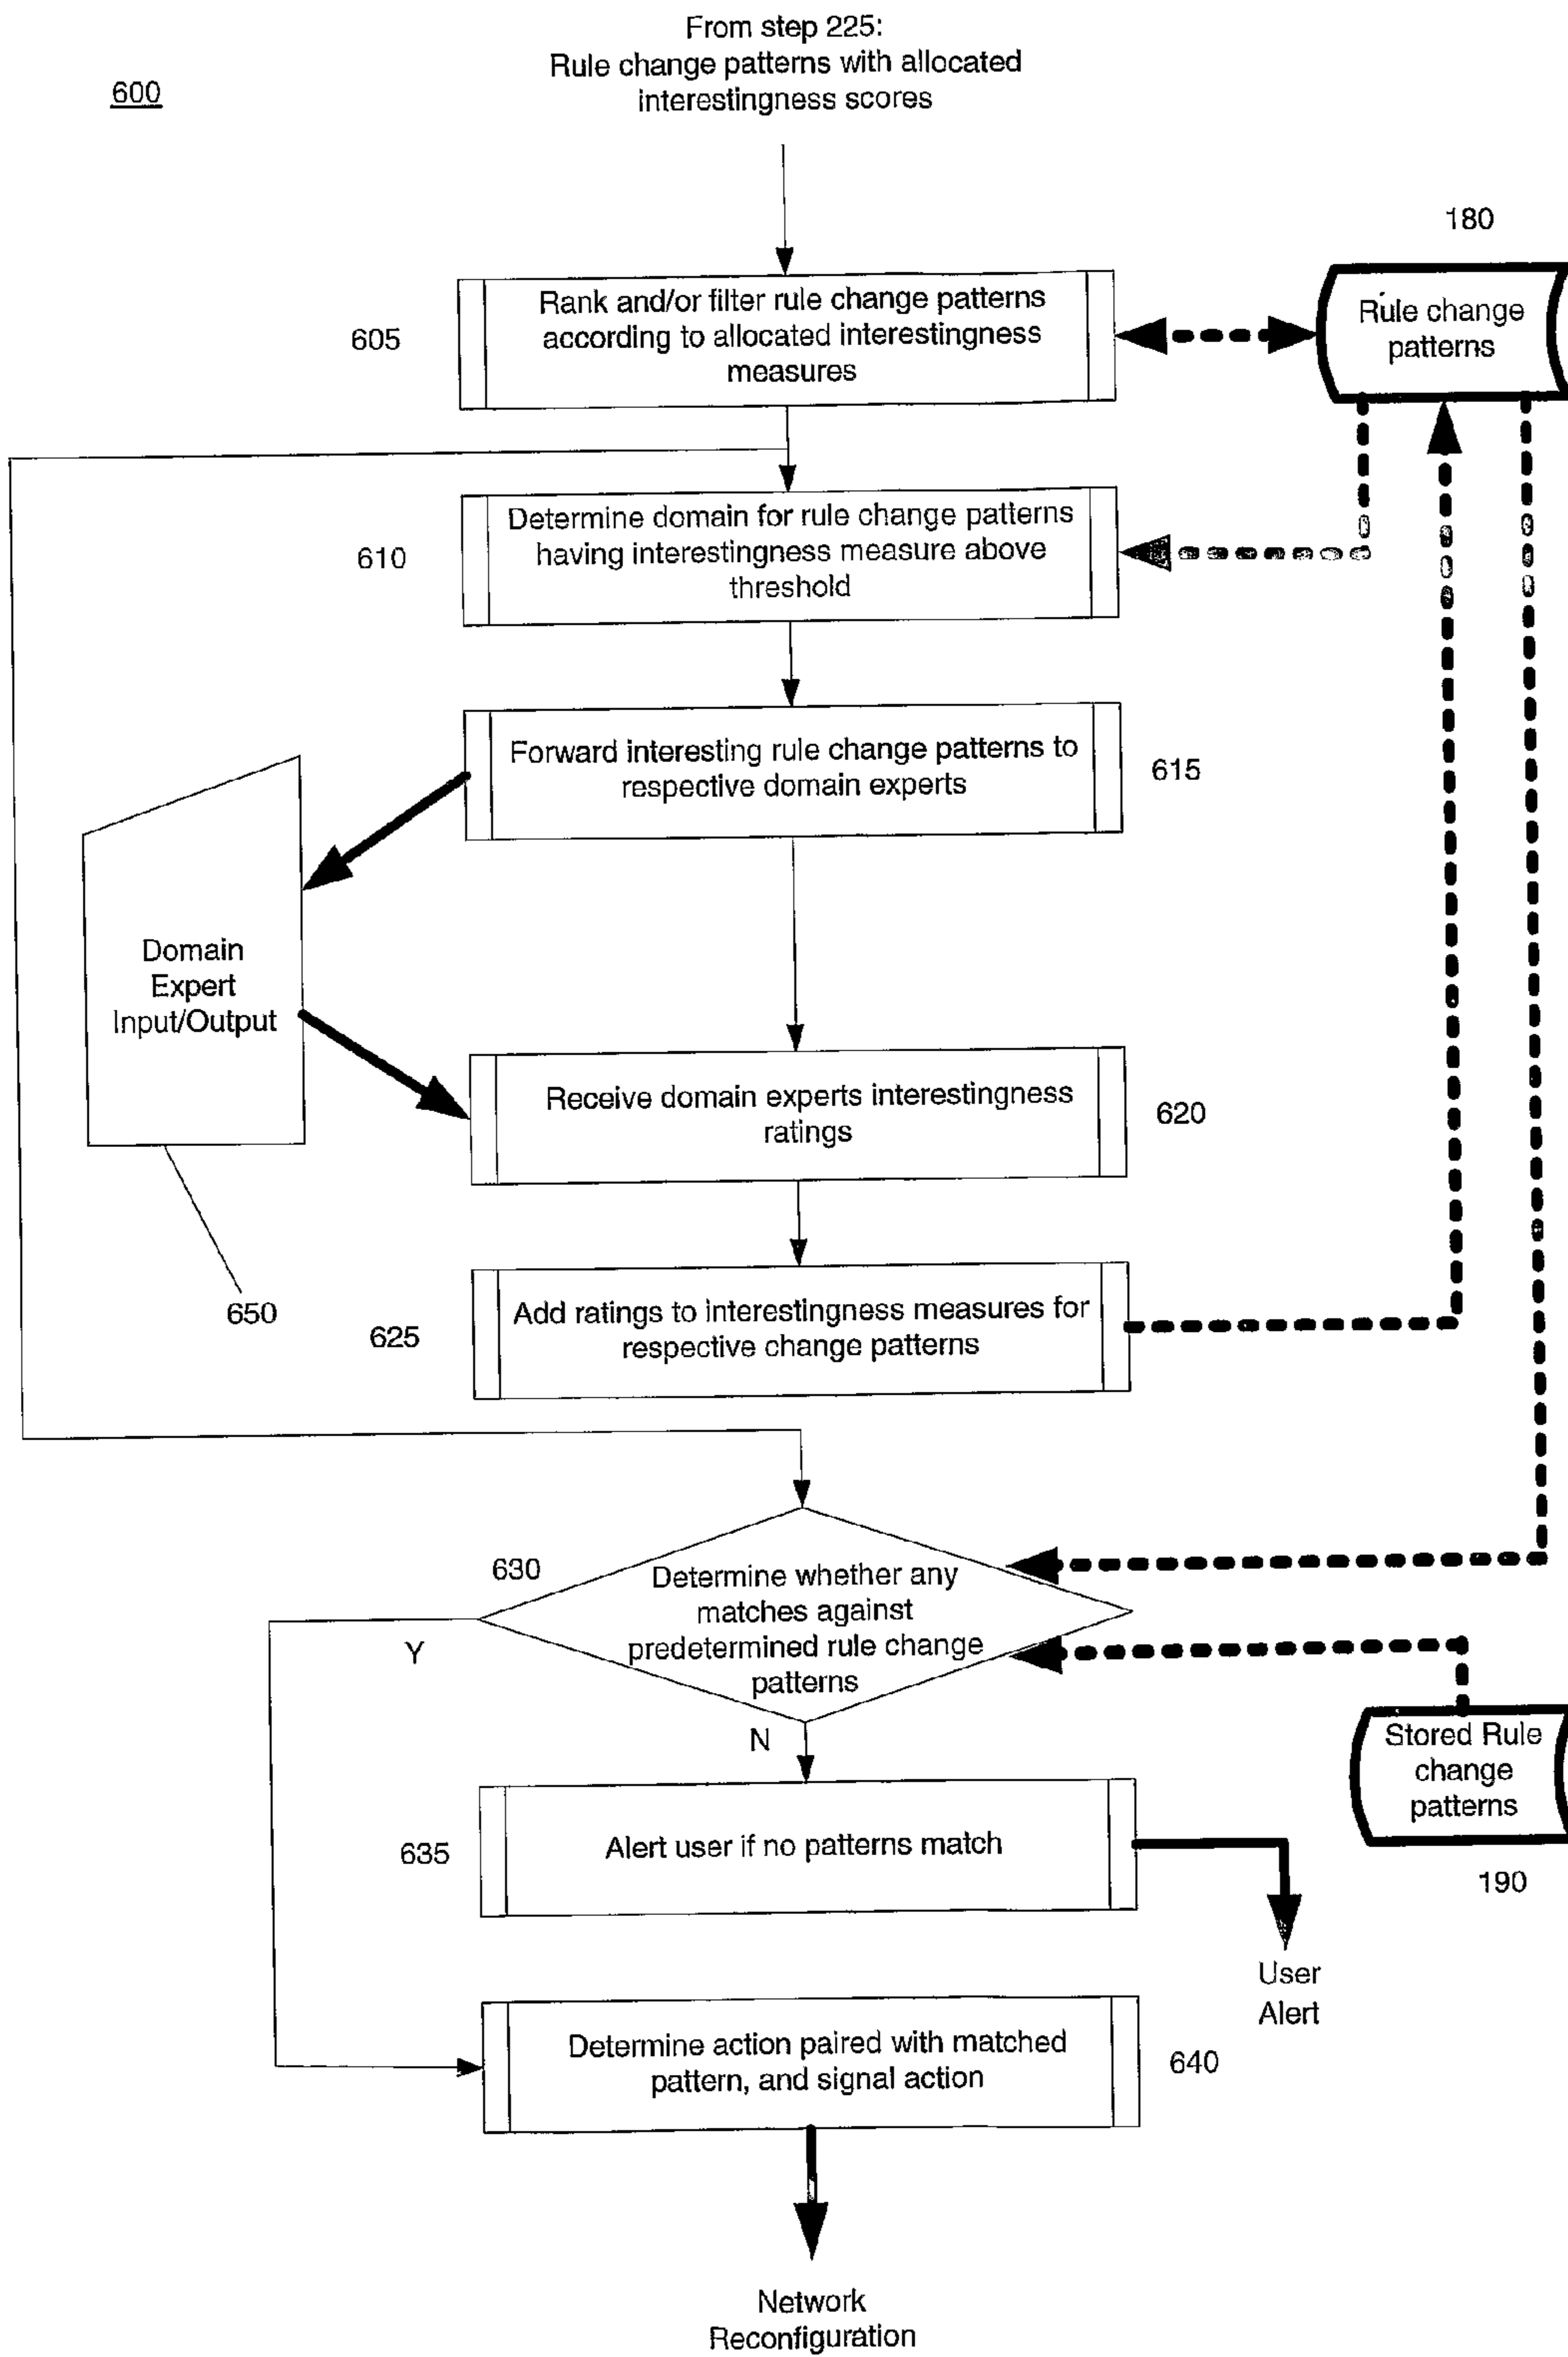 From step 225:
Rule change patterns with allocated
interestingness scores
600
180
Rule change
patterns
605
Rank and/or filter rule change patterns
according to allocated interestingness
measures
610
Determine domain for rule change patterns
having interestingness measure above
threshold
Forward interesting rule change patterns to
respective domain experts
615
Domain
Expert
Input/Output
Receive domain experts interestingness
ratings
620
650
625
Add ratings to interestingness measures for
respective change patterns
630
Determine whether any
matches against
predetermined rule change
patterns
Y
N
Stored Rule
change
patterns
190
635
Alert user if no patterns match
User
Alert
Determine action paired with matched
pattern, and signal action
640
Network
Reconfiguration